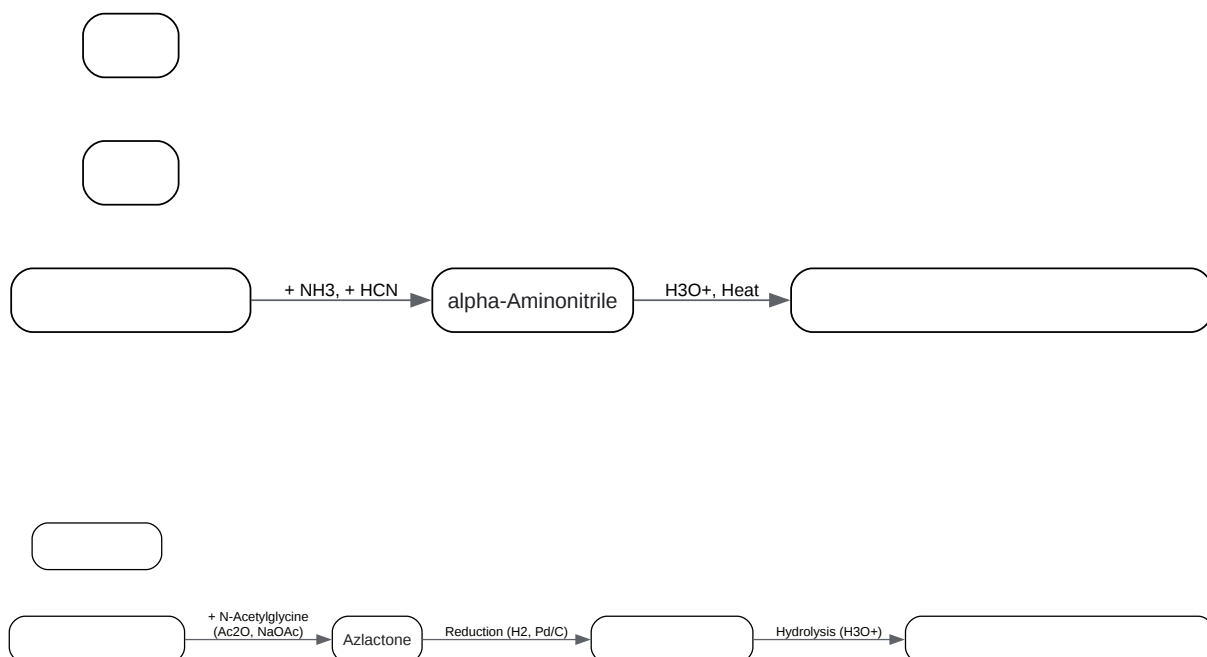 + NH3, + HCN
alpha-Aminonitrile
H3O+, Heat
+ N-Acetylglycine
(Ac2O, NaOAc)
Azlactone
Reduction (H2, Pd/C)
Hydrolysis (H3O+)